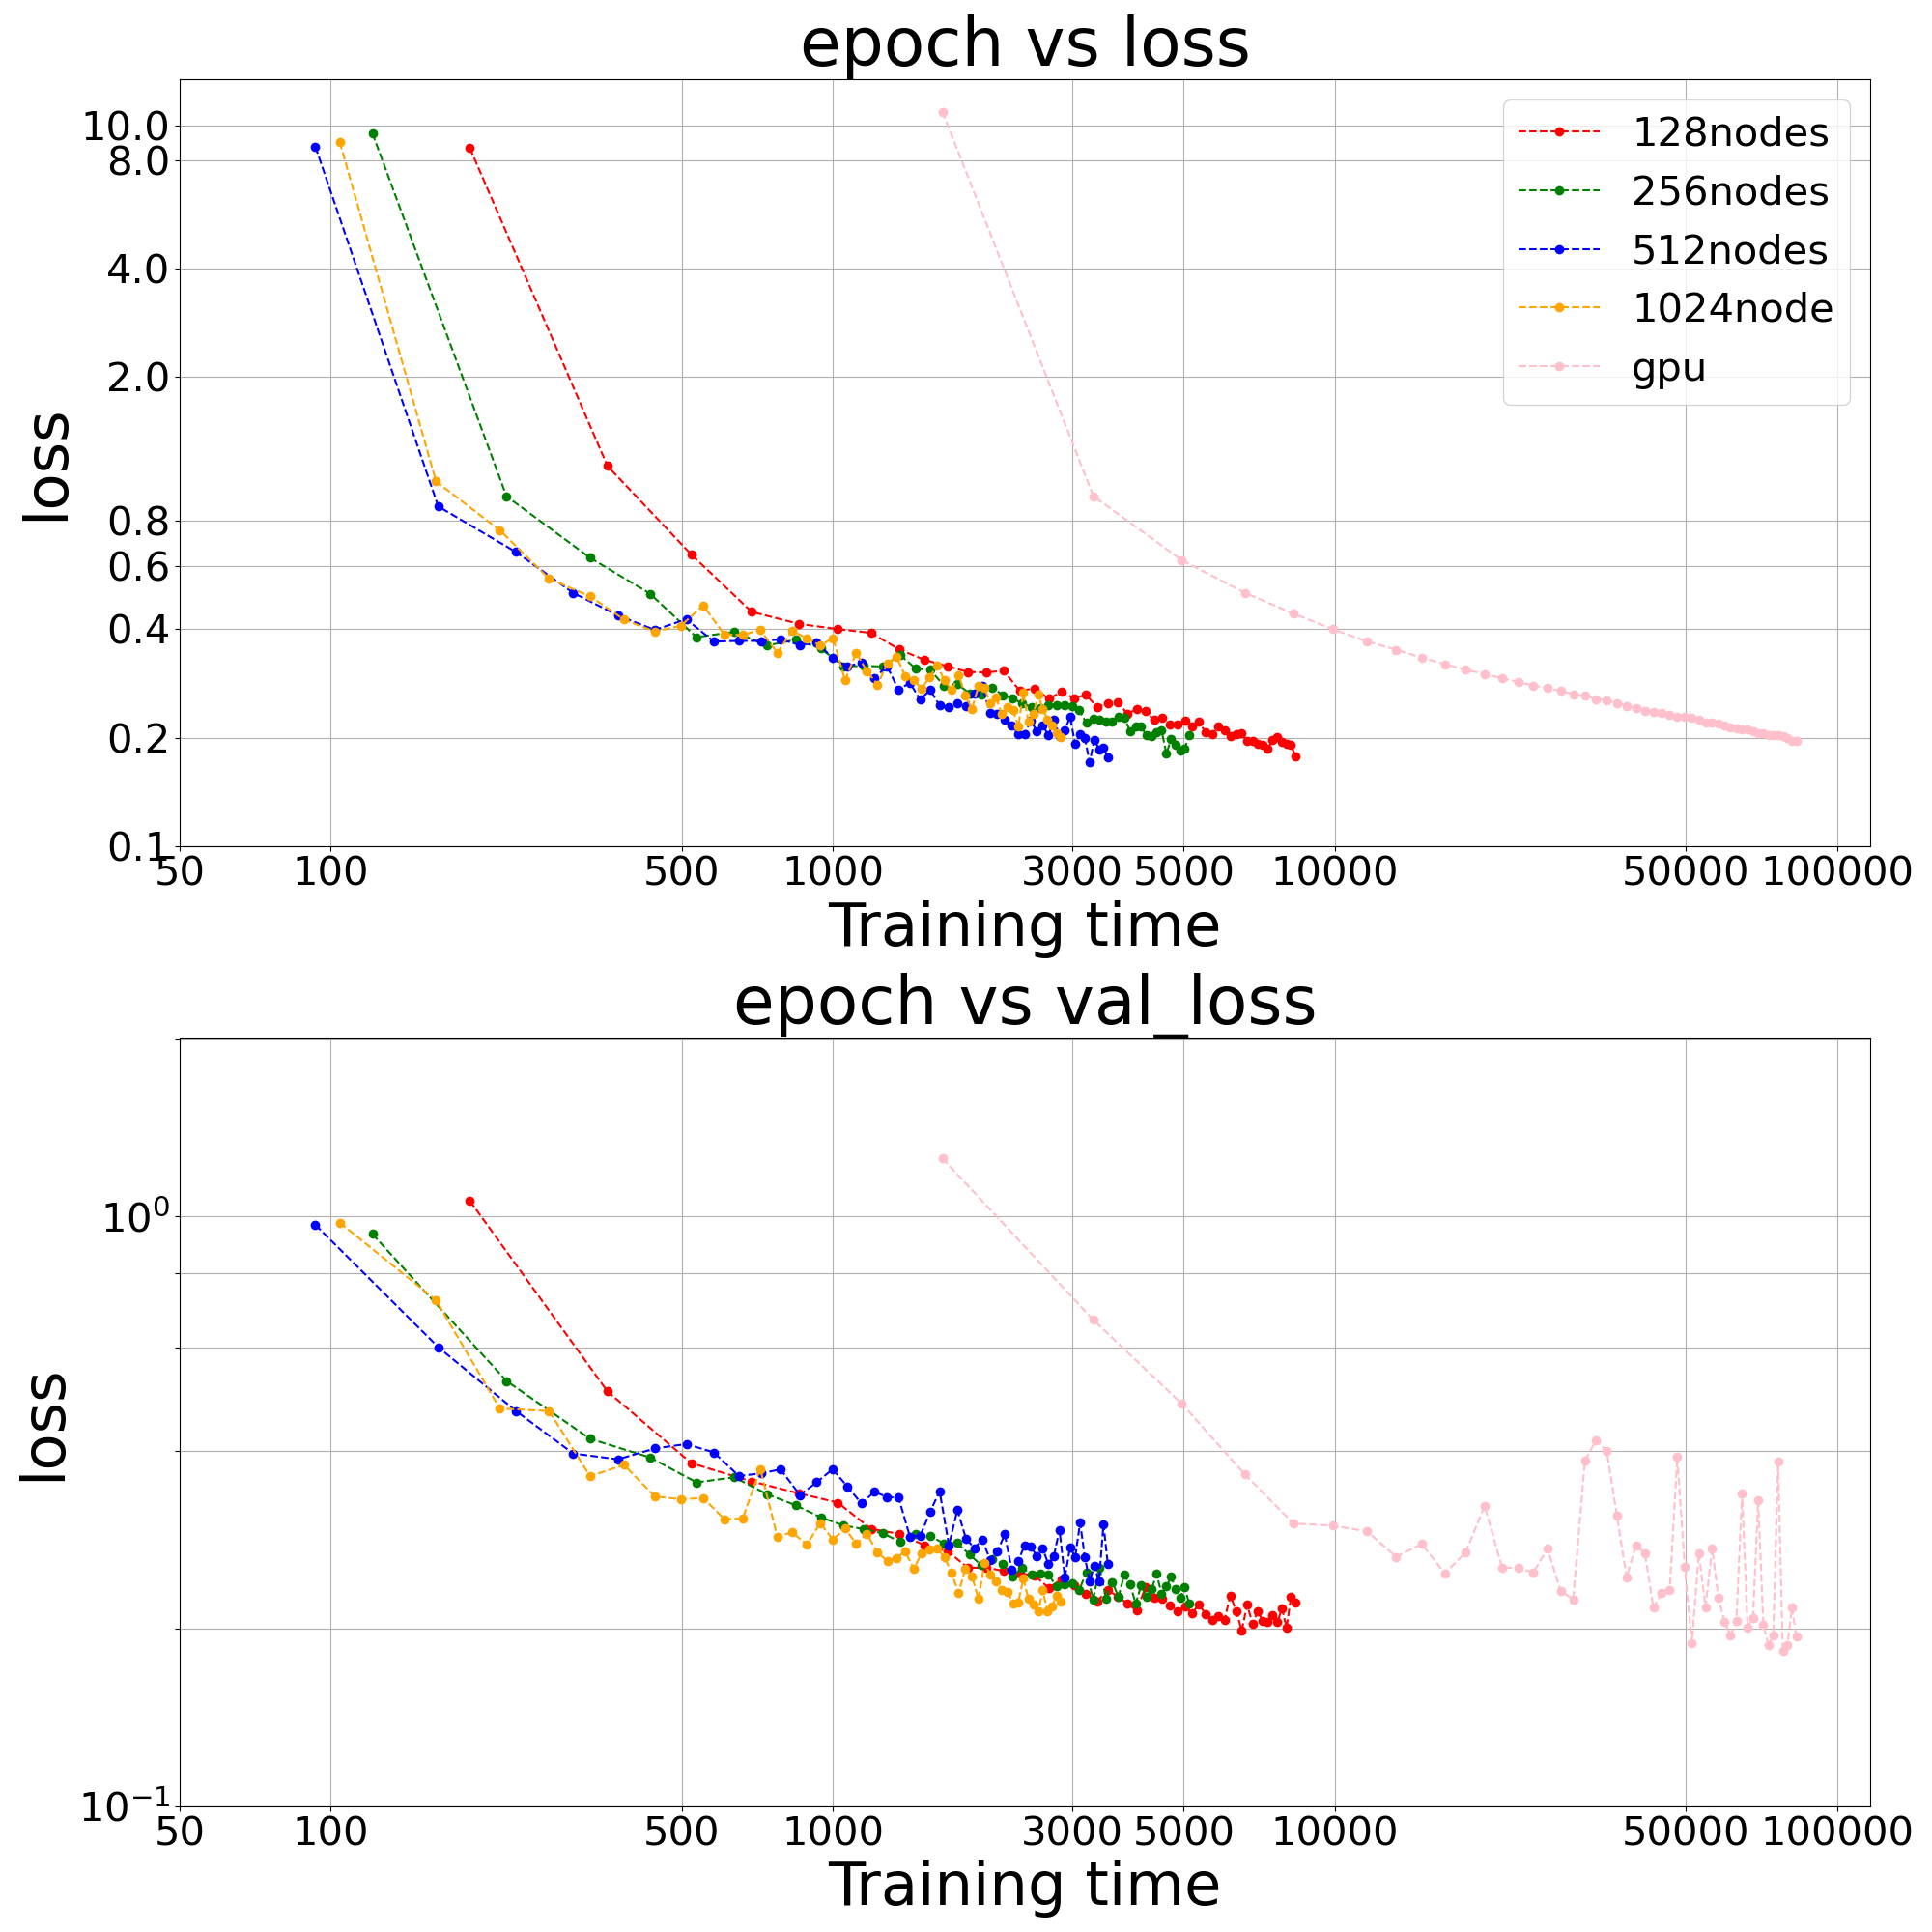 epoch vs loss
10.0
8.0
4.0
2.0
0.8
0.6
0.4
0.2
0.1
loss
128nodes
256nodes
512nodes
1024node
gpu
50 100 500 1000 3000 5000 10000 50000 100000
Training time
epoch vs val_loss
10⁰
10⁻¹
loss
50 100 500 1000 3000 5000 10000 50000 100000
Training time